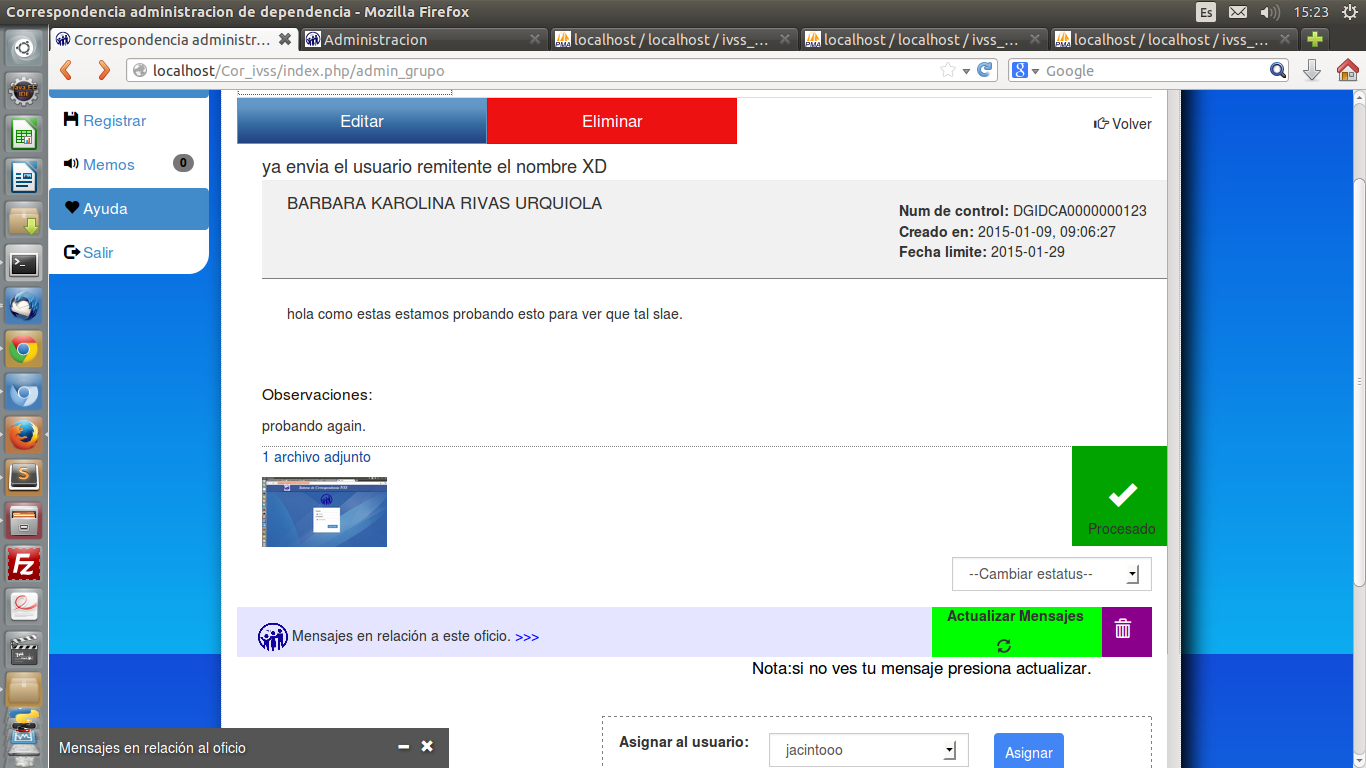 Correspondencia administracion de dependencia - Mozilla Firefox
Es
15:23
Correspondencia administr...
Administracion
localhost / localhost / ivss_...
localhost / localhost / ivss_...
localhost / localhost / ivss_...
localhost/Cor_ivss/index.php/admin_grupo
Google
Registrar
Memos
0
Ayuda
Salir
Editar
Eliminar
Volver
ya envia el usuario remitente el nombre XD
BARBARA KAROLINA RIVAS URQUIOLA
Num de control: DGIDCA0000000123
Creado en: 2015-01-09, 09:06:27
Fecha limite: 2015-01-29
hola como estas estamos probando esto para ver que tal slae.
Observaciones:
probando again.
1 archivo adjunto
Procesado
--Cambiar estatus--
Mensajes en relación a este oficio. >>>
Actualizar Mensajes
Nota:si no ves tu mensaje presiona actualizar.
Mensajes en relación al oficio
Asignar al usuario:
jacintooo
Asignar